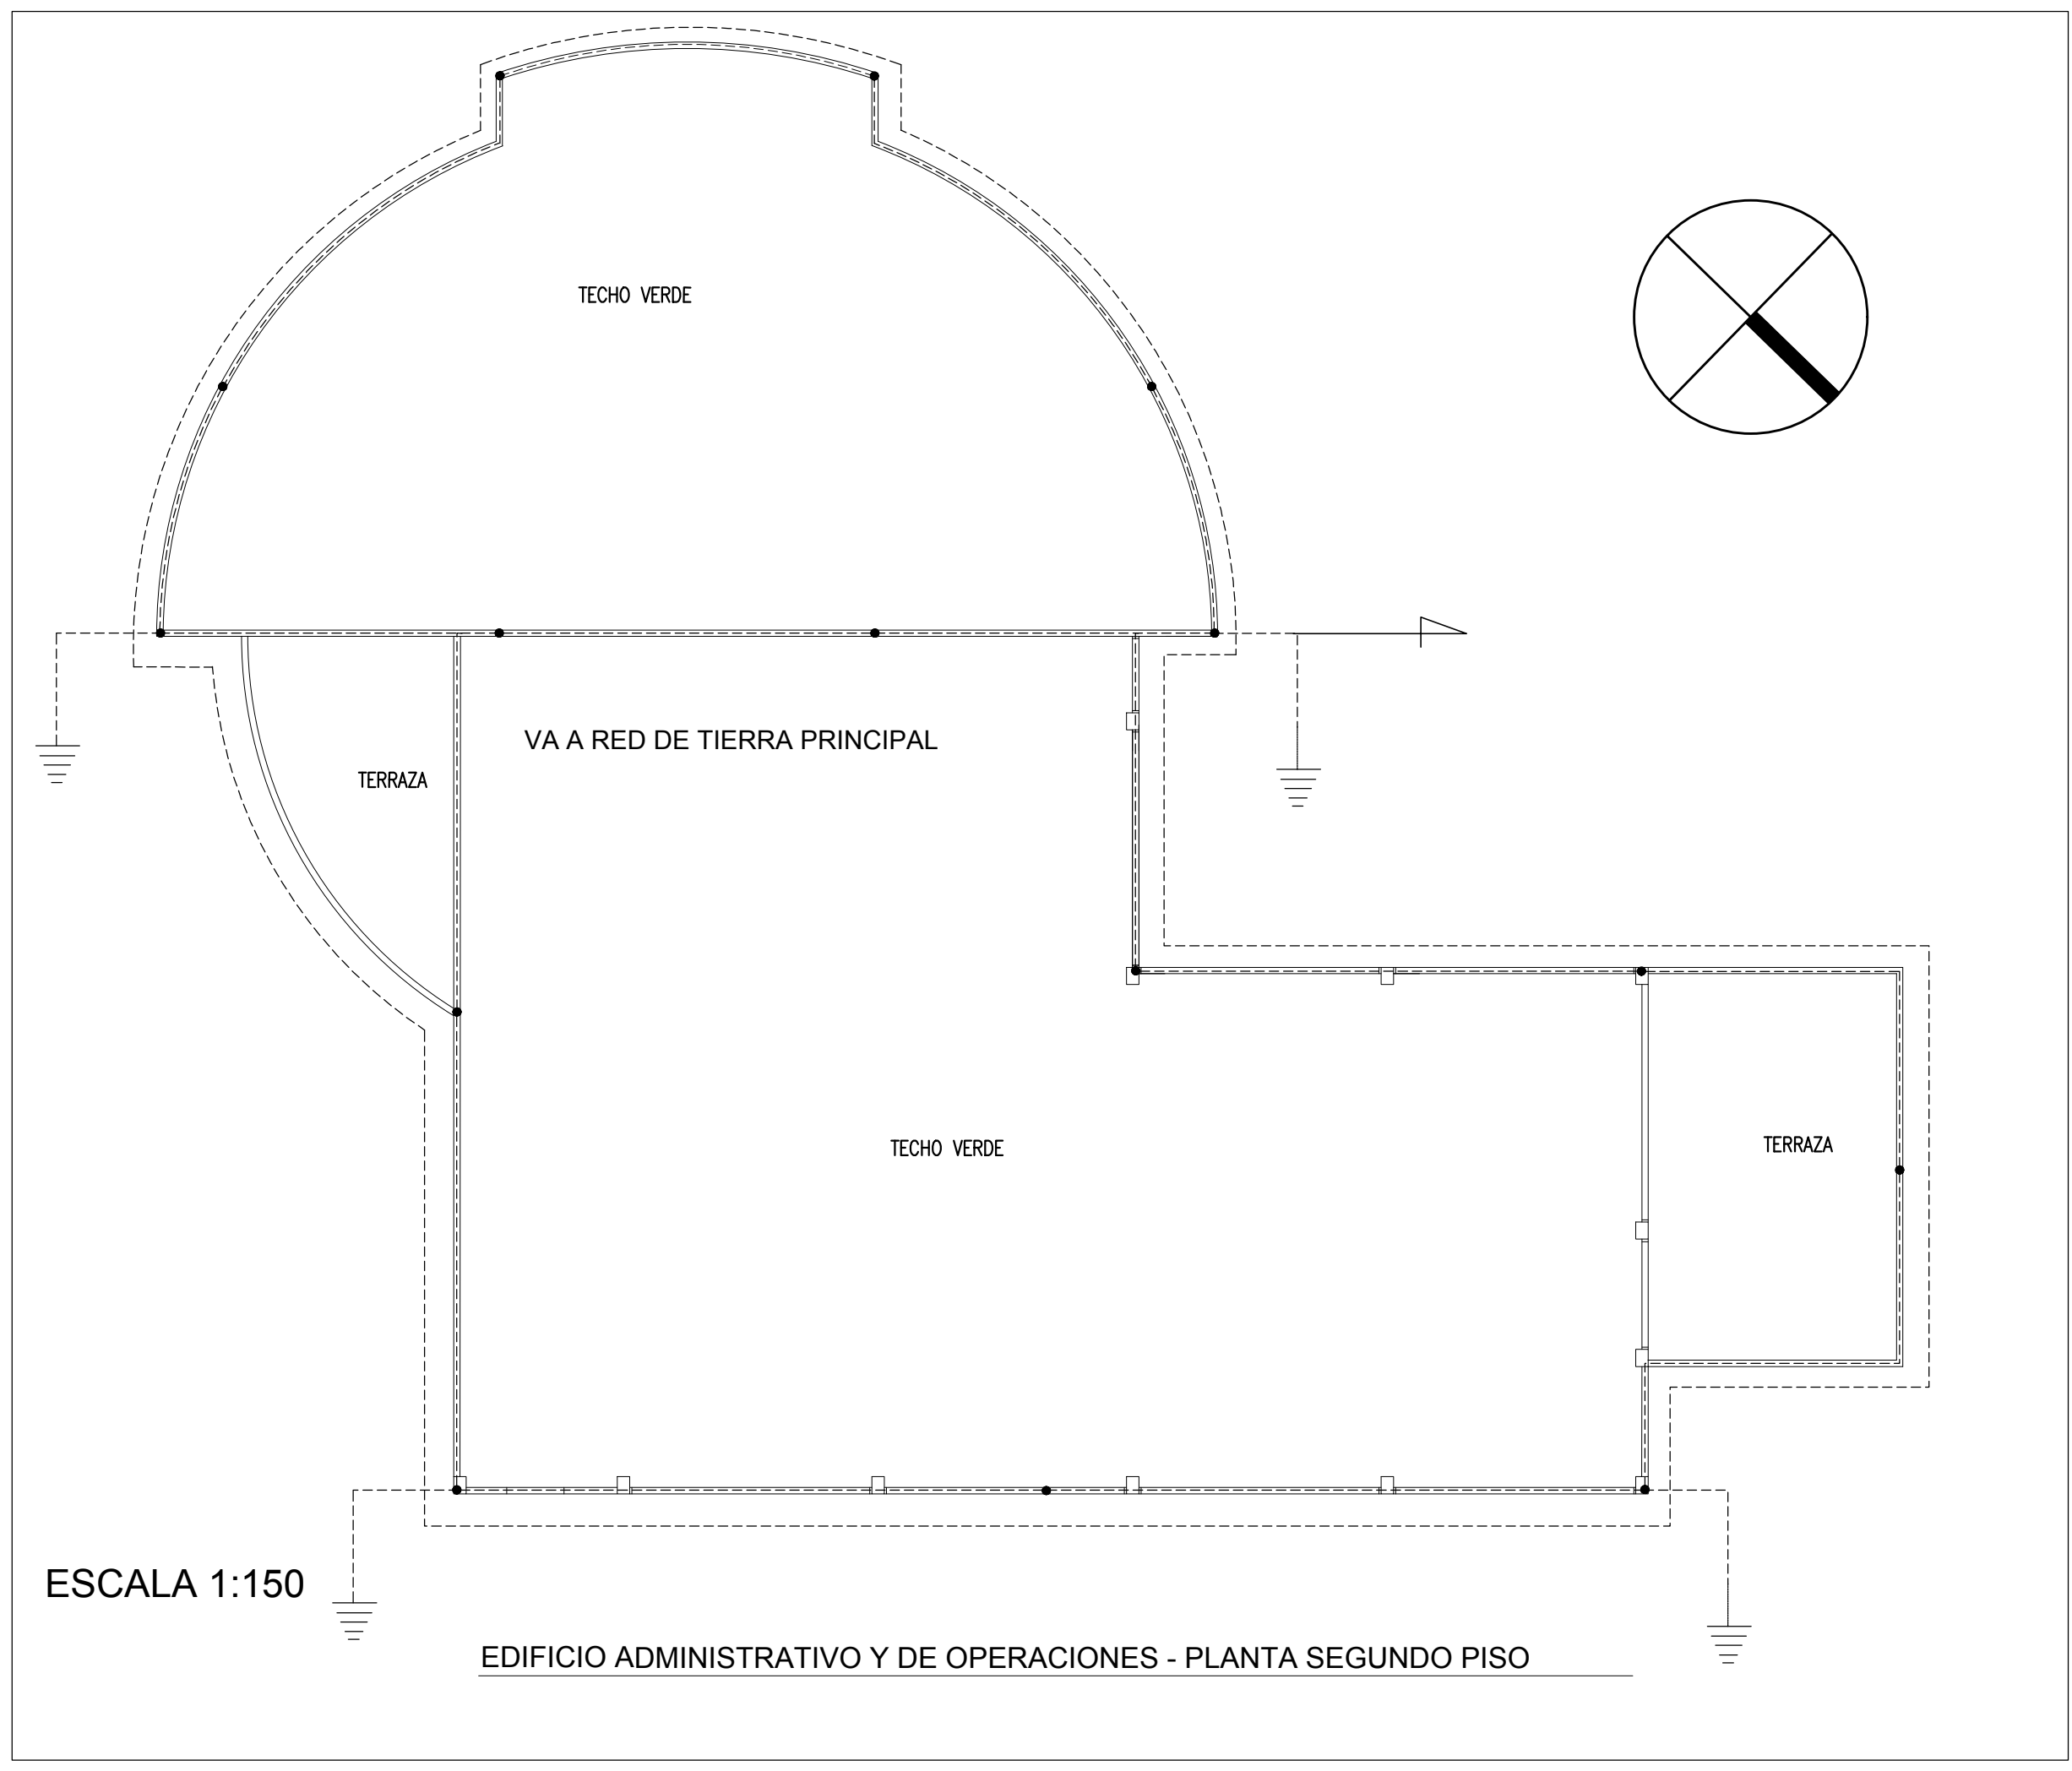 TECHO VERDE
VA A RED DE TIERRA PRINCIPAL
TERRAZA
TECHO VERDE
TERRAZA
ESCALA 1:150
EDIFICIO ADMINISTRATIVO Y DE OPERACIONES - PLANTA SEGUNDO PISO